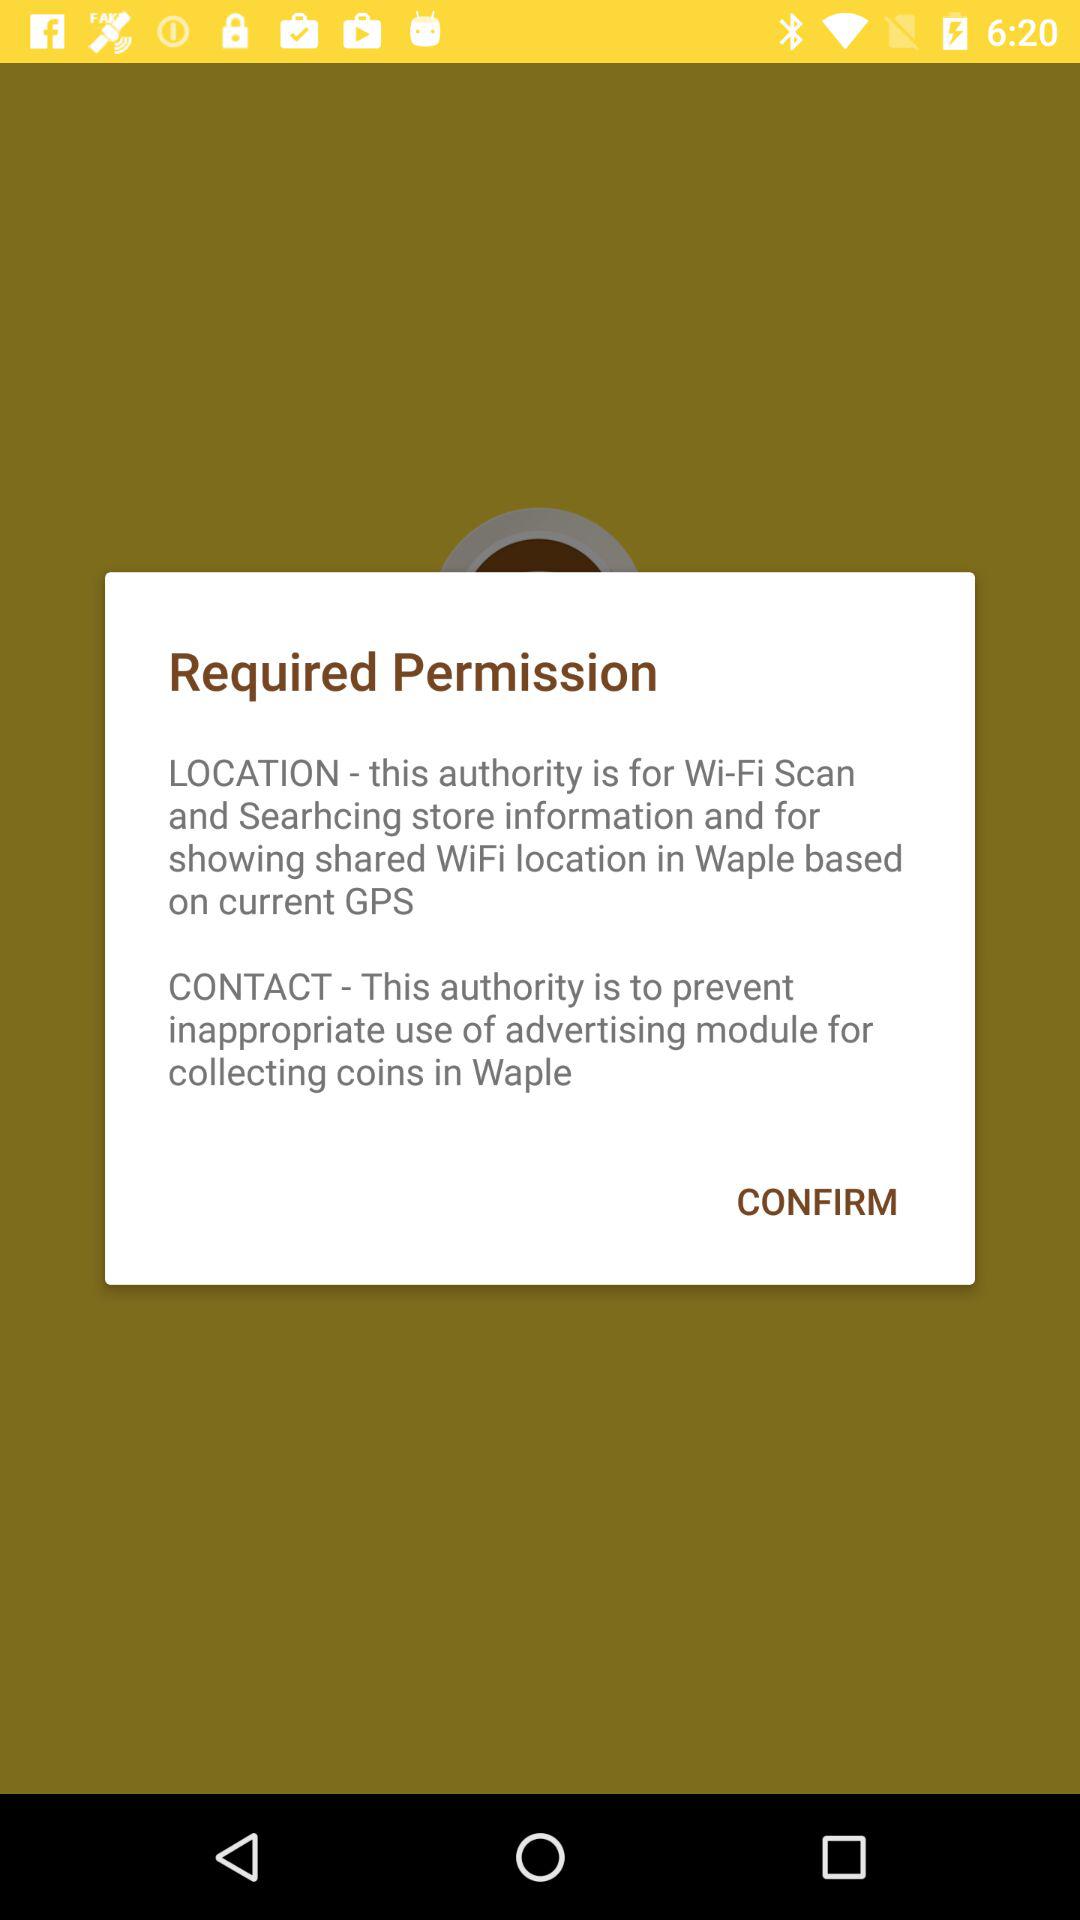 FAKE
6:20
Required Permission
LOCATION - this authority is for Wi-Fi Scan
and Searhcing store information and for
showing shared WiFi location in Waple based
on current GPS
CONTACT - This authority is to prevent
inappropriate use of advertising module for
collecting coins in Waple
CONFIRM